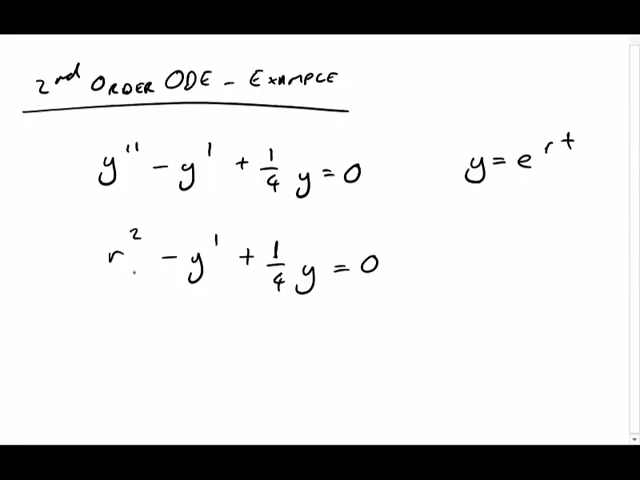 2nd ORDER ODE - EXAMPLE
y'' - y' + 1/4 y = 0    y = e^{rt}
r^2 - y' + 1/4 y = 0